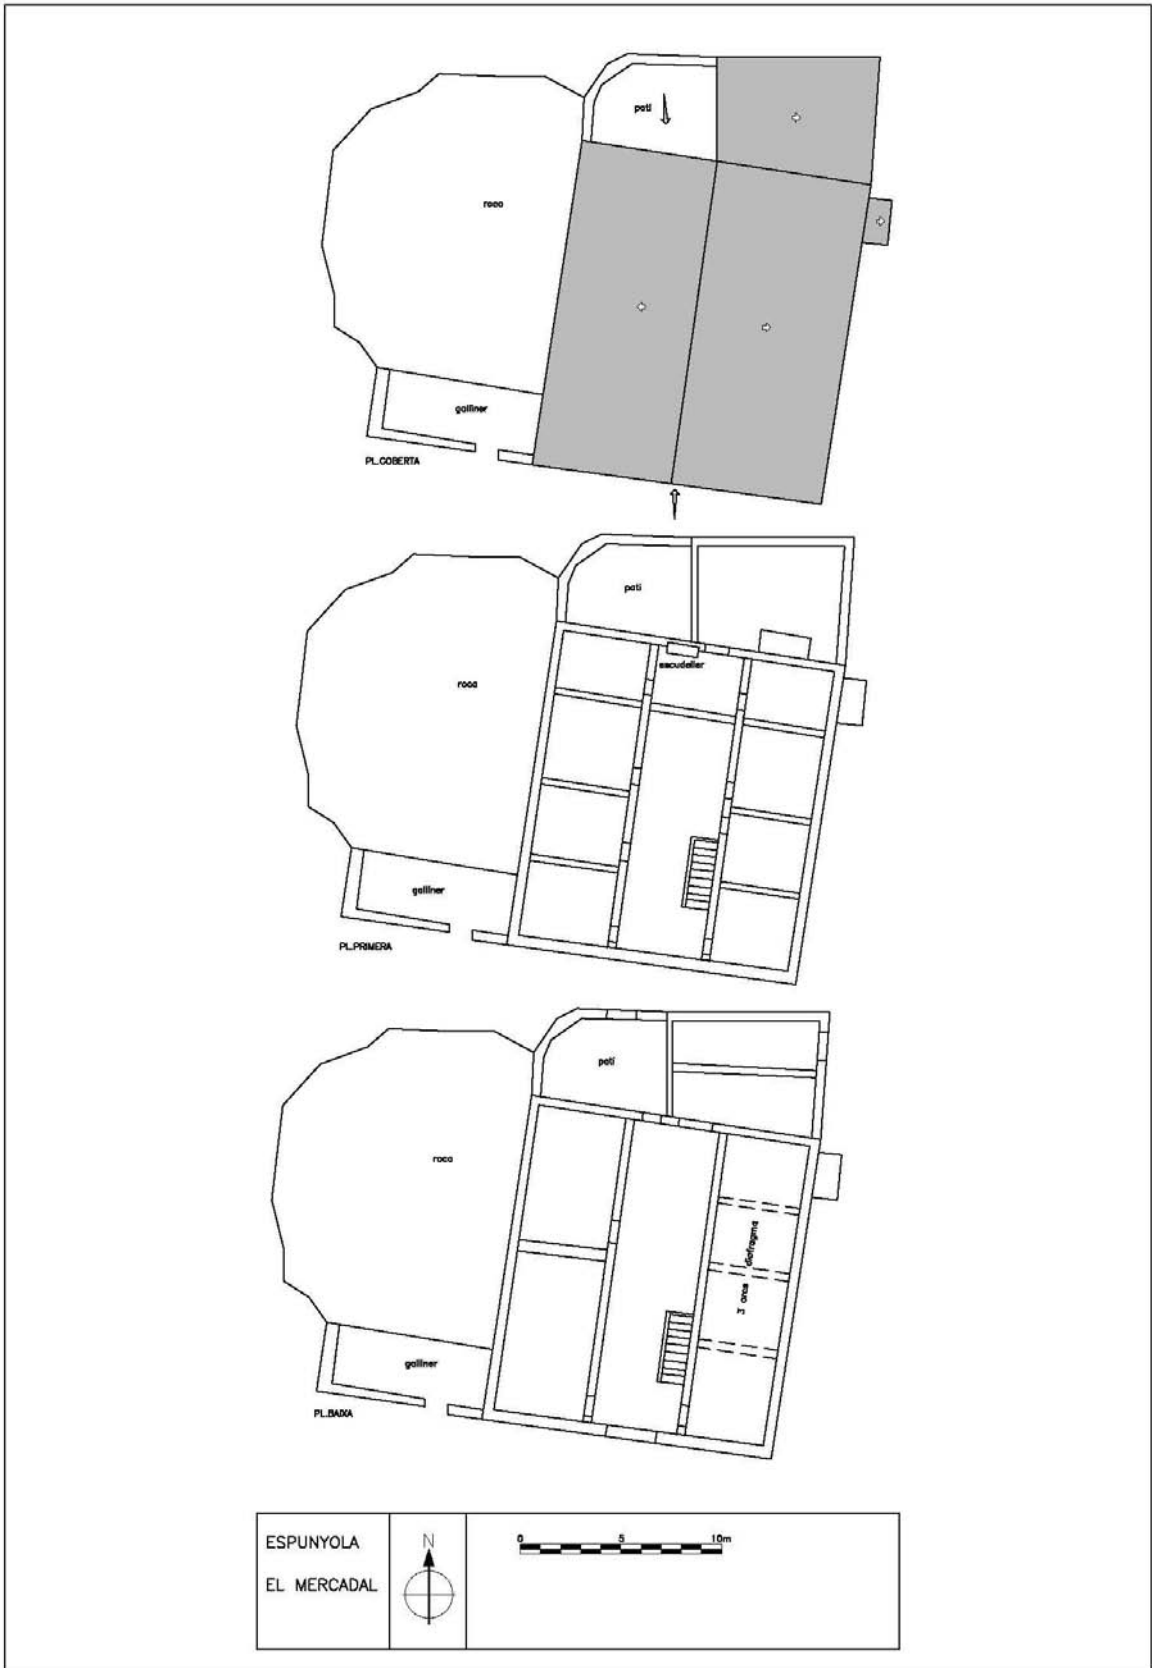 pati
roca
galliner
PL.COBERTA
pati
escudeller
roca
galliner
PL.PRIMERA
pati
roca
3 arcs diafragma
galliner
PL.BAIXA
ESPUNYOLA
EL MERCADAL
N
0 5 10m